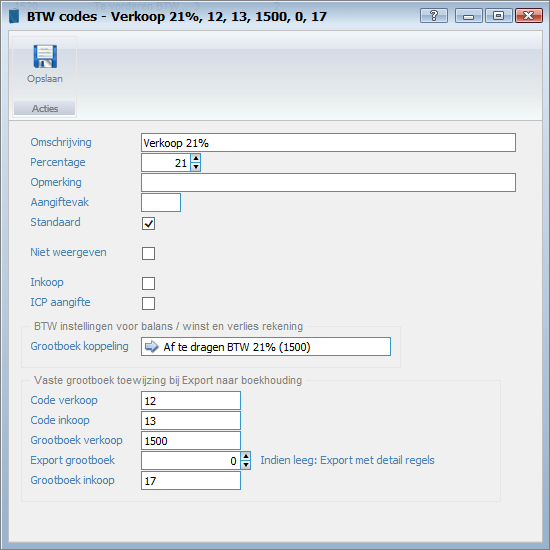 BTW codes - Verkoop 21%, 12, 13, 1500, 0, 17
Opslaan
Acties
Omschrijving Verkoop 21%
Percentage 21
Opmerking
Aangiftevak
Standaard
Niet weergeven
Inkoop
ICP aangifte
BTW instellingen voor balans / winst en verlies rekening
Grootboek koppeling Af te dragen BTW 21% (1500)
Vaste grootboek toewijzing bij Export naar boekhouding
Code verkoop 12
Code inkoop 13
Grootboek verkoop 1500
Export grootboek 0 Indien leeg: Export met detail regels
Grootboek inkoop 17